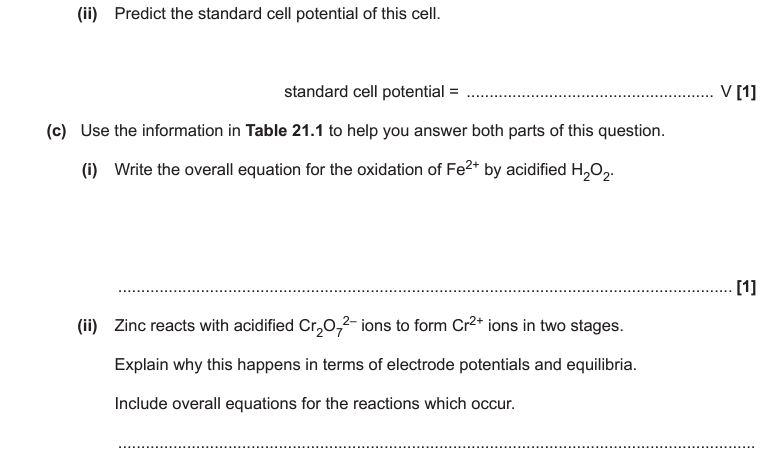 (ii) Predict the standard cell potential of this cell.
standard cell potential = ...................................................... V [1]
(c) Use the information in Table 21.1 to help you answer both parts of this question.
(i) Write the overall equation for the oxidation of Fe²⁺ by acidified H₂O₂.
...................................................................................................................................... [1]
(ii) Zinc reacts with acidified Cr₂O₇²⁻ ions to form Cr²⁺ ions in two stages.
Explain why this happens in terms of electrode potentials and equilibria.
Include overall equations for the reactions which occur.
...........................................................................................................................................